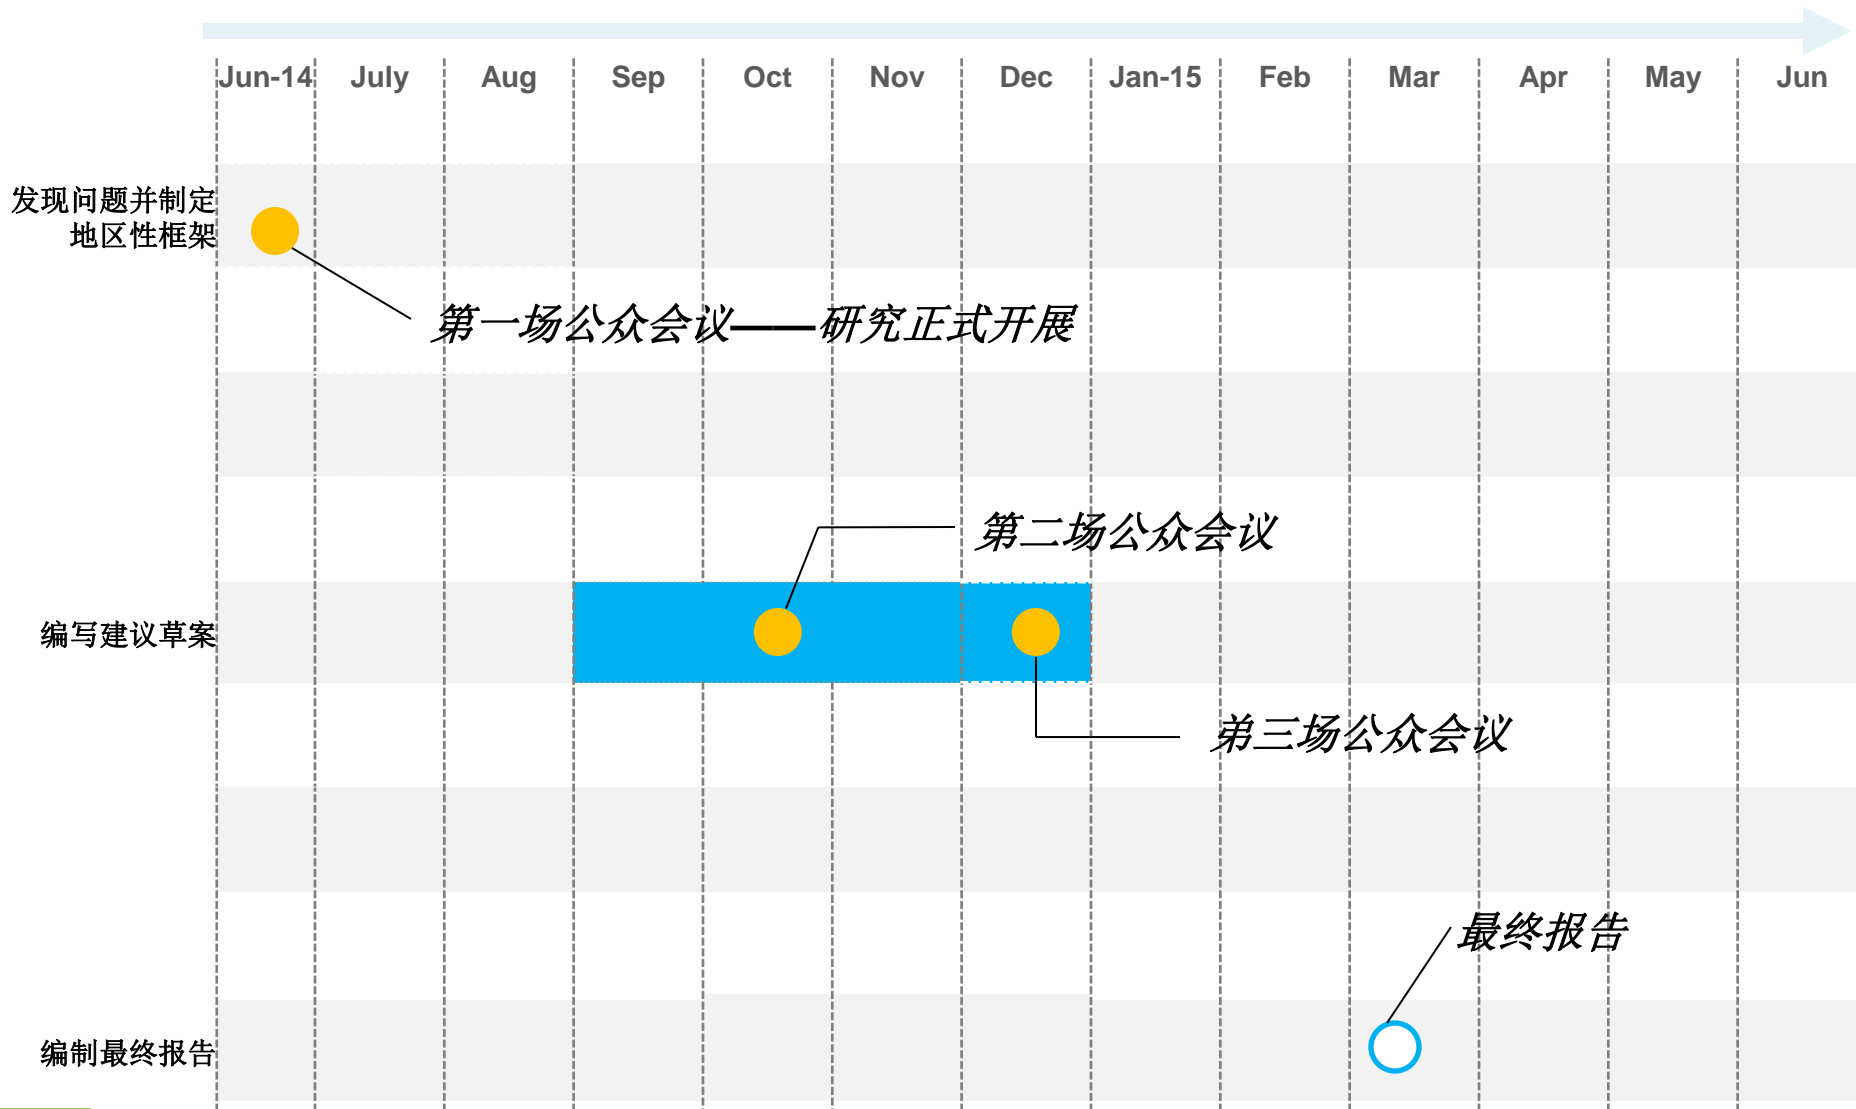 Jun-14 July Aug Sep Oct Nov Dec Jan-15 Feb Mar Apr May Jun
发现问题并制定
地区性框架
第一场公众会议——研究正式开展
第二场公众会议
编写建议草案
弟三场公众会议
最终报告
编制最终报告